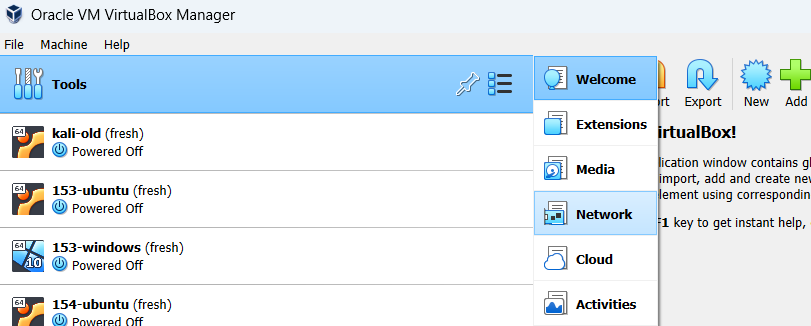 Oracle VM VirtualBox Manager
File Machine Help
Tools
64
kali-old (fresh)
Powered Off
64
153-ubuntu (fresh)
Powered Off
64
10
153-windows (fresh)
Powered Off
64
154-ubuntu (fresh)
Powered Off
Welcome
Extensions
Media
Network
Cloud
Activities
ort Export New Add
irtualBox!
lication window contains gl
import, add and create new
lement using correspondin
F1 key to get instant help,